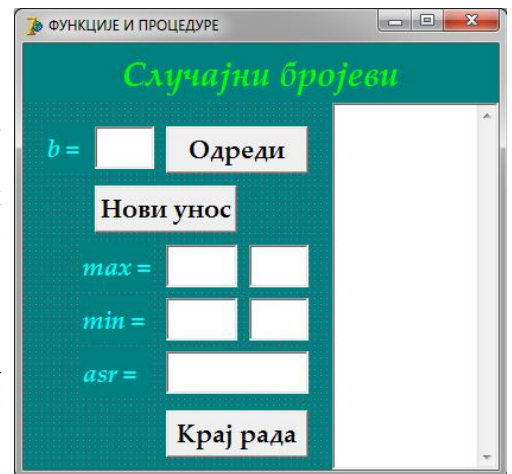 ФУНКЦИЈЕ И ПРОЦЕДУРЕ
Случајни бројеви
b =
Одреди
Нови унос
max =
min =
asr =
Крај рада